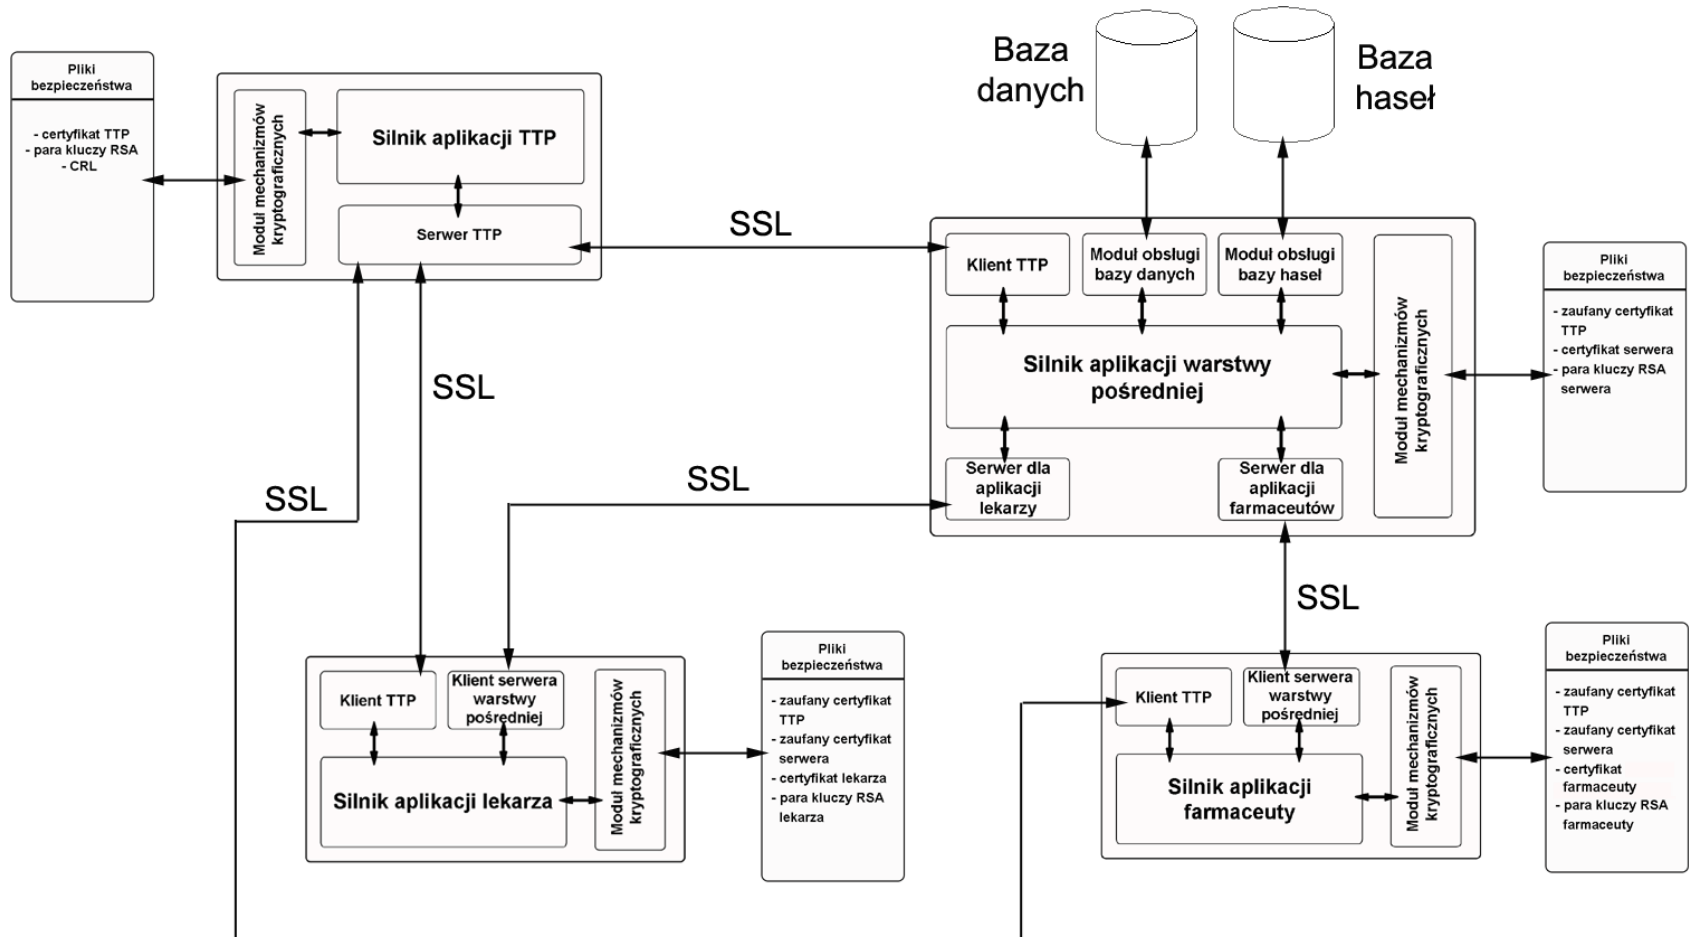 Baza
danych
Baza
haseł
Pliki
bezpieczeństwa
- certyfikat TTP
- para kluczy RSA
- CRL
Moduł mechanizmów
kryptograficznych
Silnik aplikacji TTP
Serwer TTP
SSL
Klient TTP
Moduł obsługi
bazy danych
Moduł obsługi
bazy haseł
Silnik aplikacji warstwy
pośredniej
Moduł mechanizmów
kryptograficznych
Serwer dla
aplikacji
lekarzy
Serwer dla
aplikacji
farmaceutów
Pliki
bezpieczeństwa
- zaufany certyfikat
TTP
- certyfikat serwera
- para kluczy RSA
serwera
SSL
SSL
SSL
SSL
Klient TTP
Klient serwera
warstwy
pośredniej
Moduł mechanizmów
kryptograficznych
Silnik aplikacji lekarza
Pliki
bezpieczeństwa
- zaufany certyfikat
TTP
- zaufany certyfikat
serwera
- certyfikat lekarza
- para kluczy RSA
lekarza
Klient TTP
Klient serwera
warstwy
pośredniej
Moduł mechanizmów
kryptograficznych
Silnik aplikacji
farmaceuty
Pliki
bezpieczeństwa
- zaufany certyfikat
TTP
- zaufany certyfikat
serwera
- certyfikat
farmaceuty
- para kluczy RSA
farmaceuty